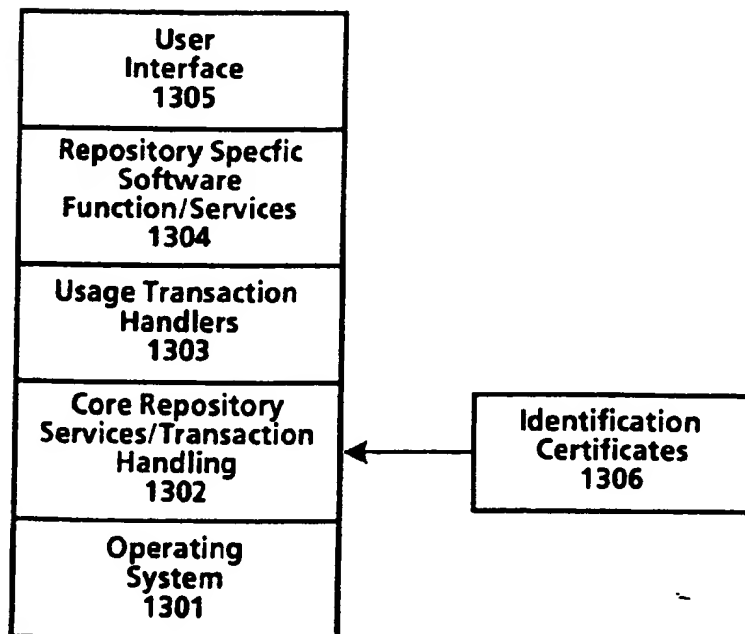 User
Interface
1305
Repository Specfic
Software
Function/Services
1304
Usage Transaction
Handlers
1303
Core Repository
Services/Transaction
Handling
1302
Identification
Certificates
1306
Operating
System
1301